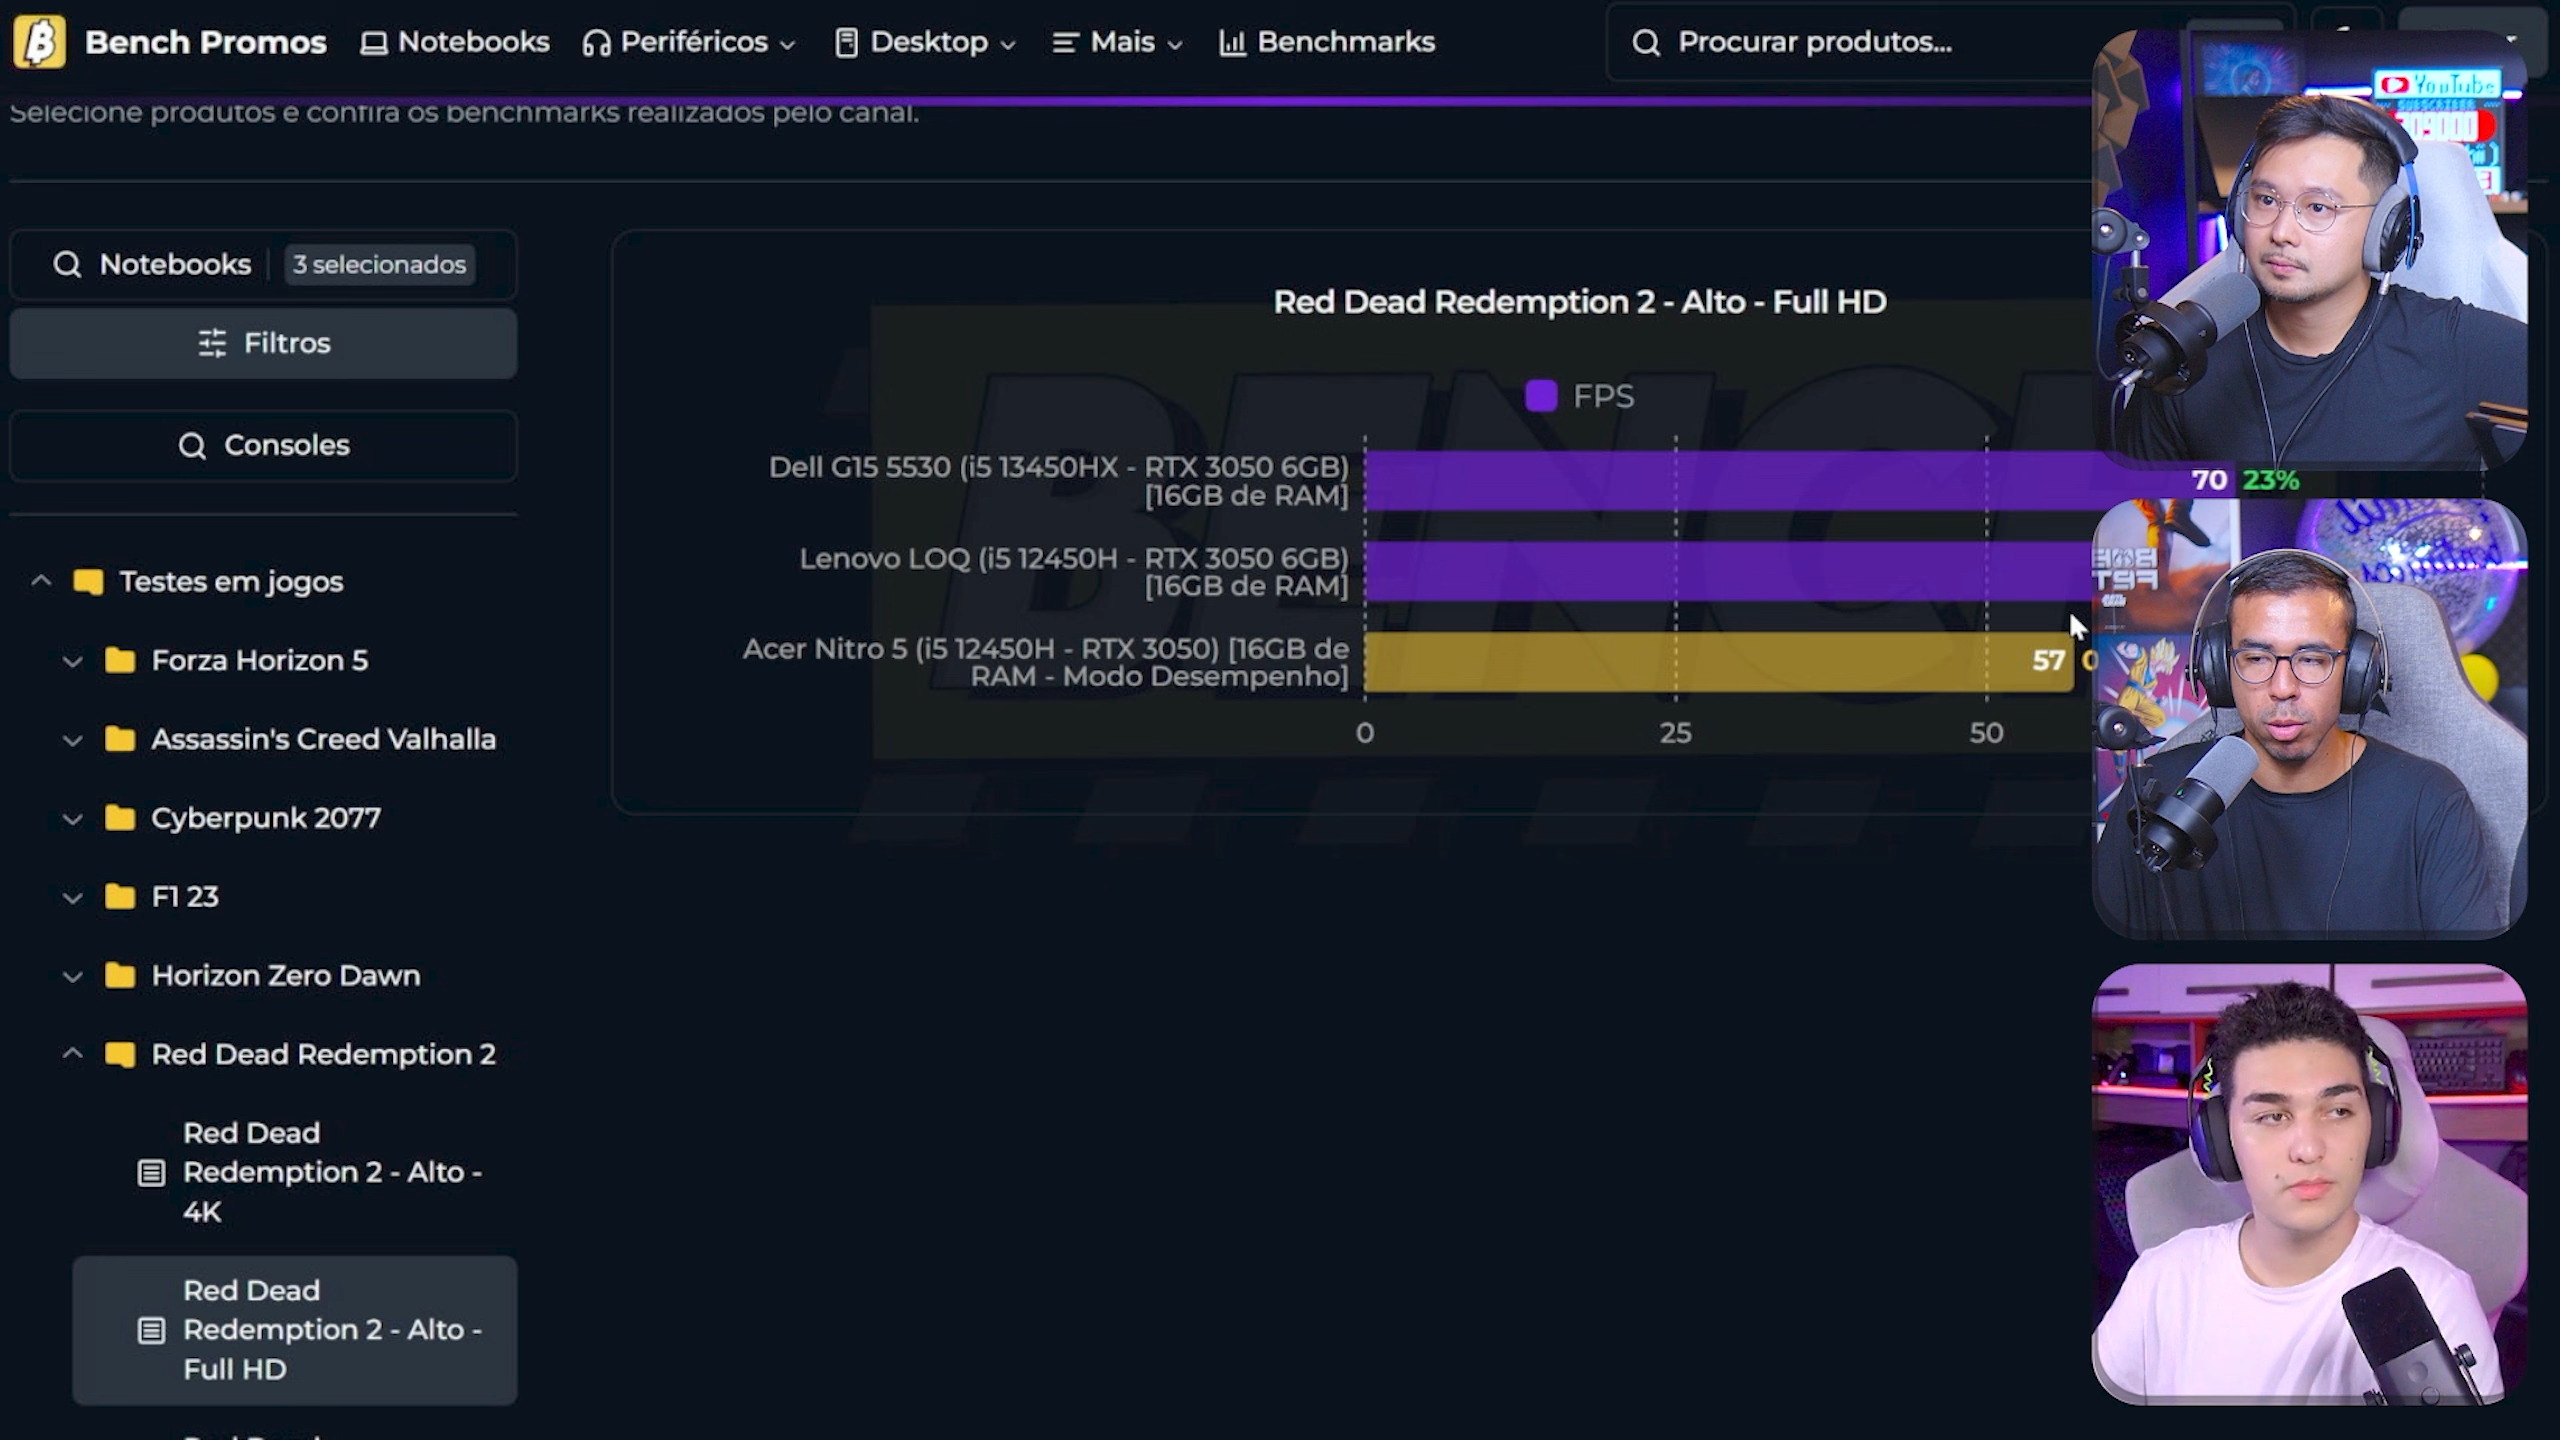 Bench Promos
Notebooks
Periféricos
Desktop
Mais
Benchmarks
Procurar produtos...
Selecione produtos e confira os benchmarks realizados pelo canal.
Notebooks
3 selecionados
Filtros
Consoles
Testes em jogos
Forza Horizon 5
Assassin's Creed Valhalla
Cyberpunk 2077
F1 23
Horizon Zero Dawn
Red Dead Redemption 2
Red Dead
Redemption 2 - Alto -
4K
Red Dead
Redemption 2 - Alto -
Full HD
Red Dead Redemption 2 - Alto - Full HD
FPS
Dell G15 5530 (i5 13450HX - RTX 3050 6GB)
[16GB de RAM]
70 23%
Lenovo LOQ (i5 12450H - RTX 3050 6GB)
[16GB de RAM]
Acer Nitro 5 (i5 12450H - RTX 3050) [16GB de
RAM - Modo Desempenho]
57 0
0 25 50
BENCH
YouTube
SUBSCRIBER